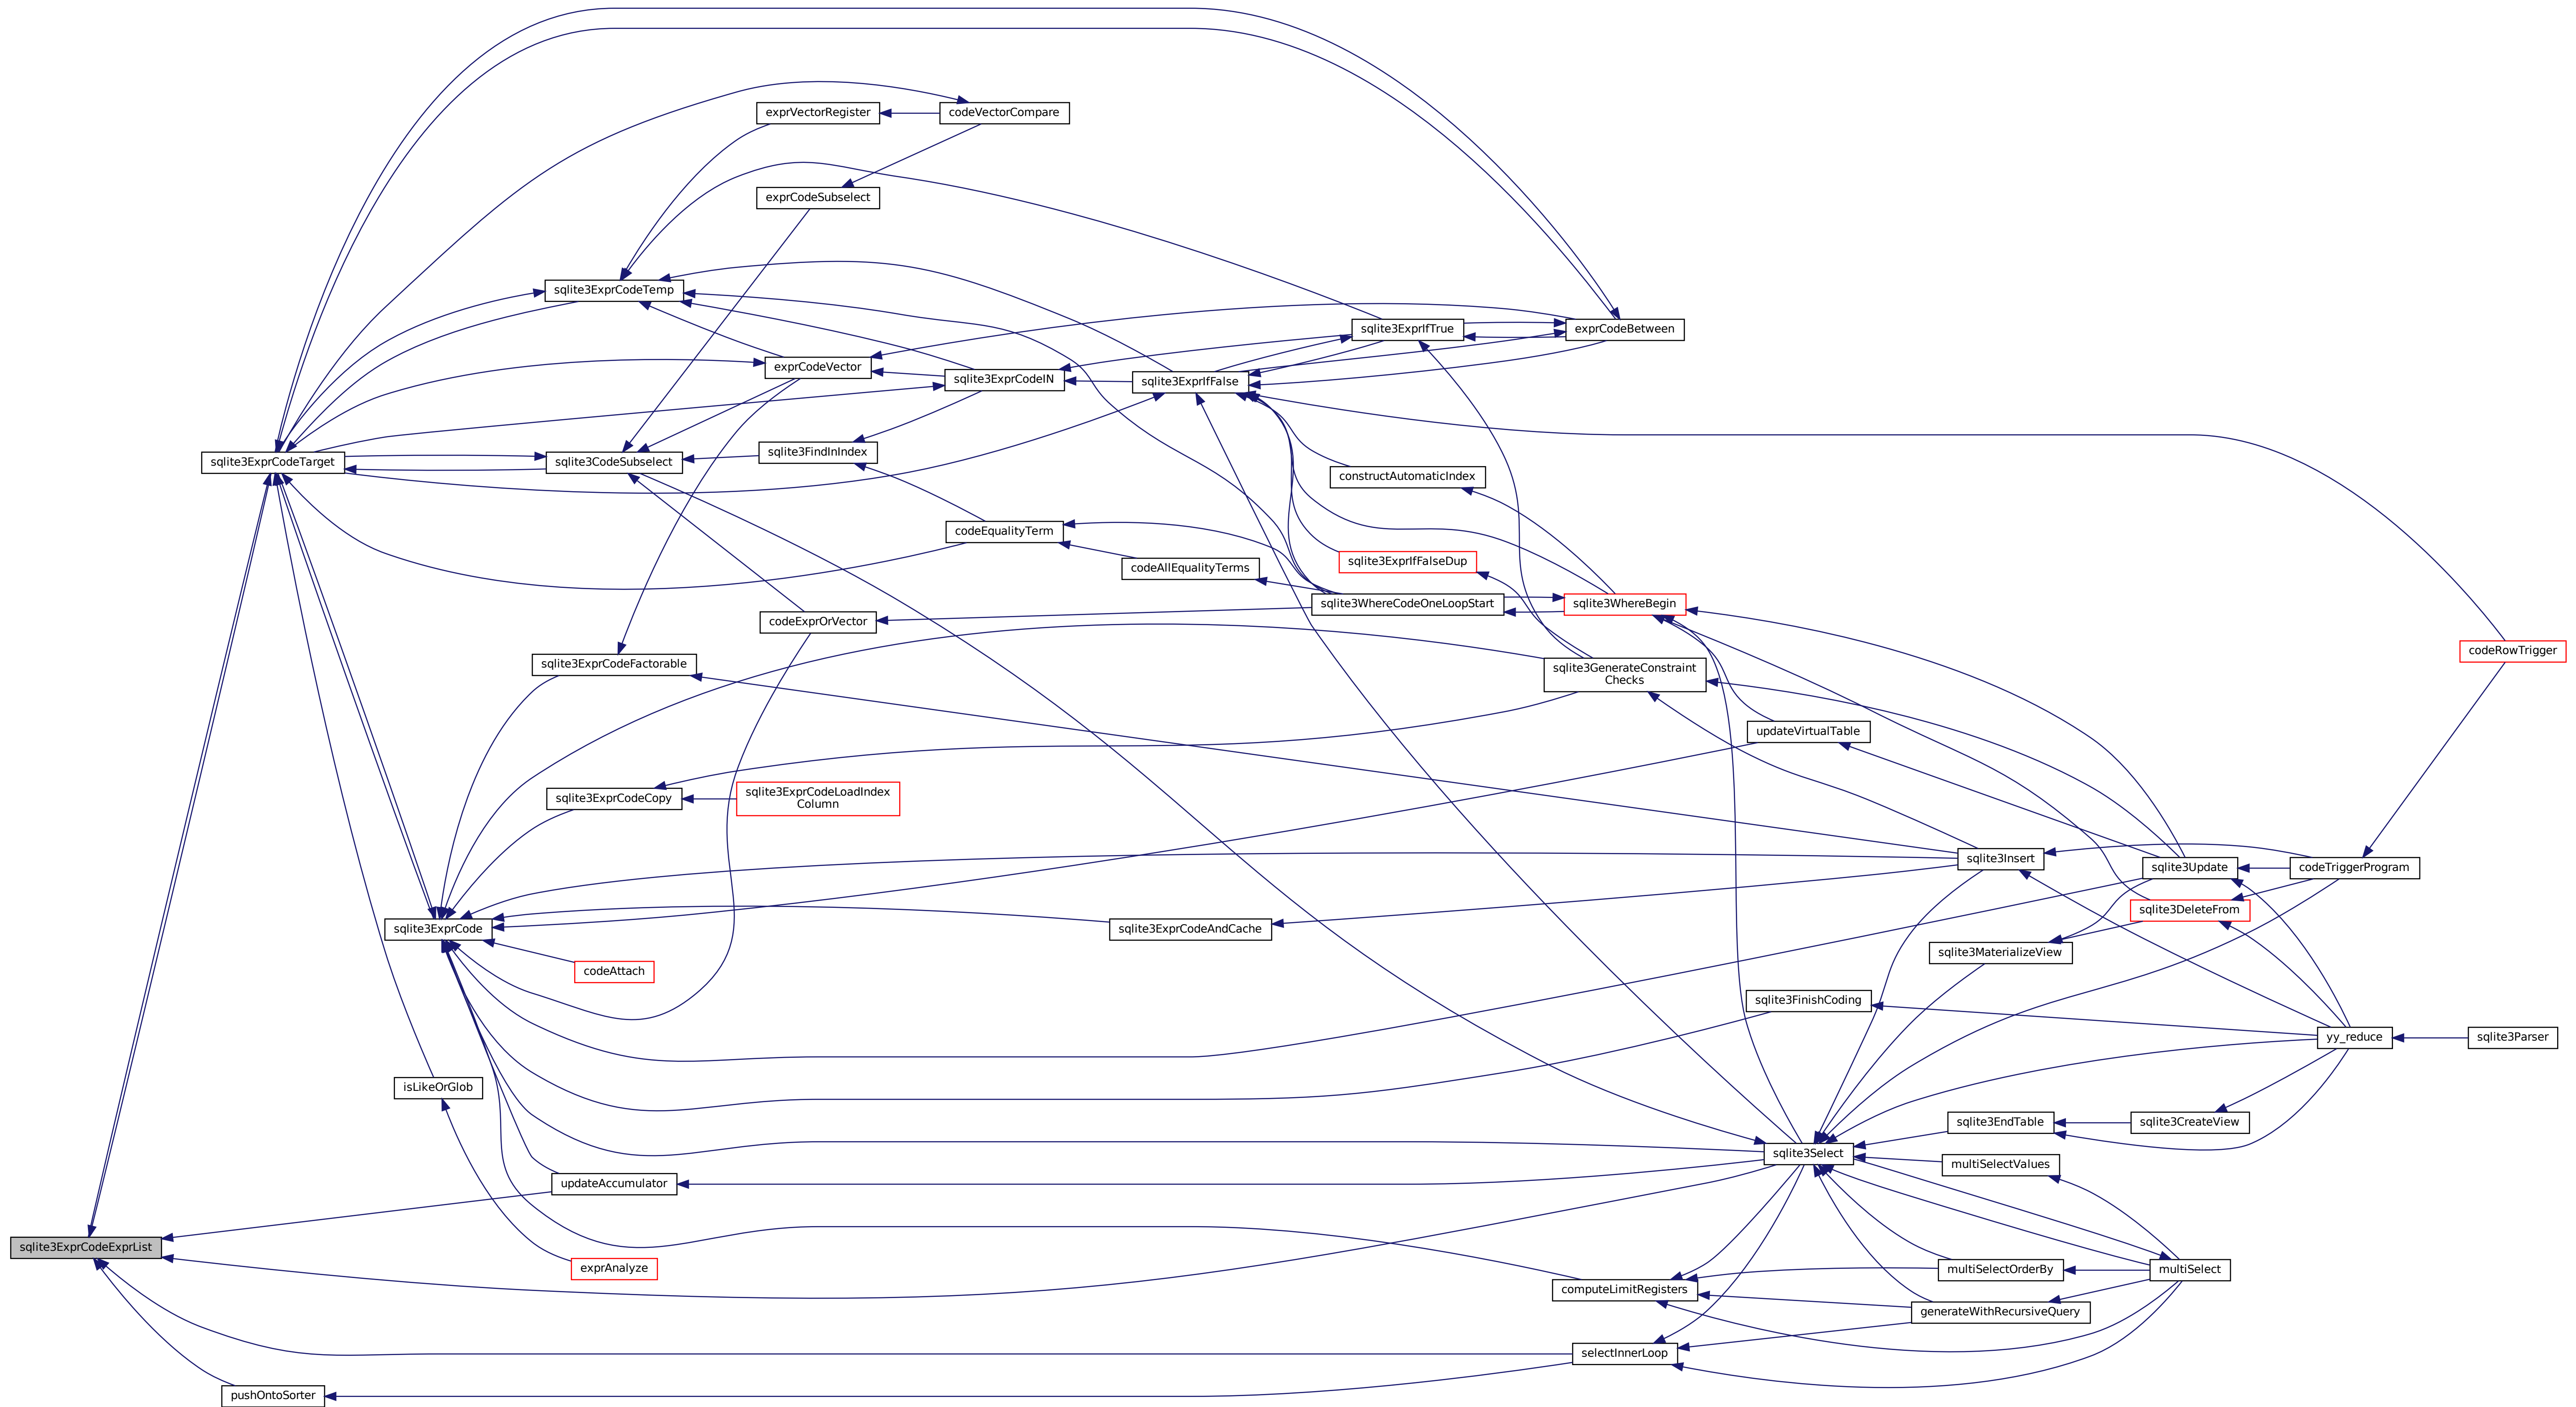 exprVectorRegister
codeVectorCompare
exprCodeSubselect
sqlite3ExprCodeTemp
sqlite3ExprIfTrue
exprCodeBetween
exprCodeVector
sqlite3ExprCodeIN
sqlite3ExprIfFalse
sqlite3ExprCodeTarget
sqlite3CodeSubselect
sqlite3FindInIndex
constructAutomaticIndex
codeEqualityTerm
sqlite3ExprIfFalseDup
codeAllEqualityTerms
sqlite3WhereCodeOneLoopStart
sqlite3WhereBegin
codeExprOrVector
codeRowTrigger
sqlite3ExprCodeFactorable
sqlite3GenerateConstraint
Checks
updateVirtualTable
sqlite3ExprCodeCopy
sqlite3ExprCodeLoadIndex
Column
sqlite3Insert
sqlite3Update
codeTriggerProgram
sqlite3DeleteFrom
sqlite3ExprCode
sqlite3ExprCodeAndCache
sqlite3MaterializeView
codeAttach
sqlite3FinishCoding
yy_reduce
sqlite3Parser
isLikeOrGlob
sqlite3EndTable
sqlite3CreateView
sqlite3Select
multiSelectValues
updateAccumulator
sqlite3ExprCodeExprList
exprAnalyze
multiSelectOrderBy
multiSelect
computeLimitRegisters
generateWithRecursiveQuery
selectInnerLoop
pushOntoSorter